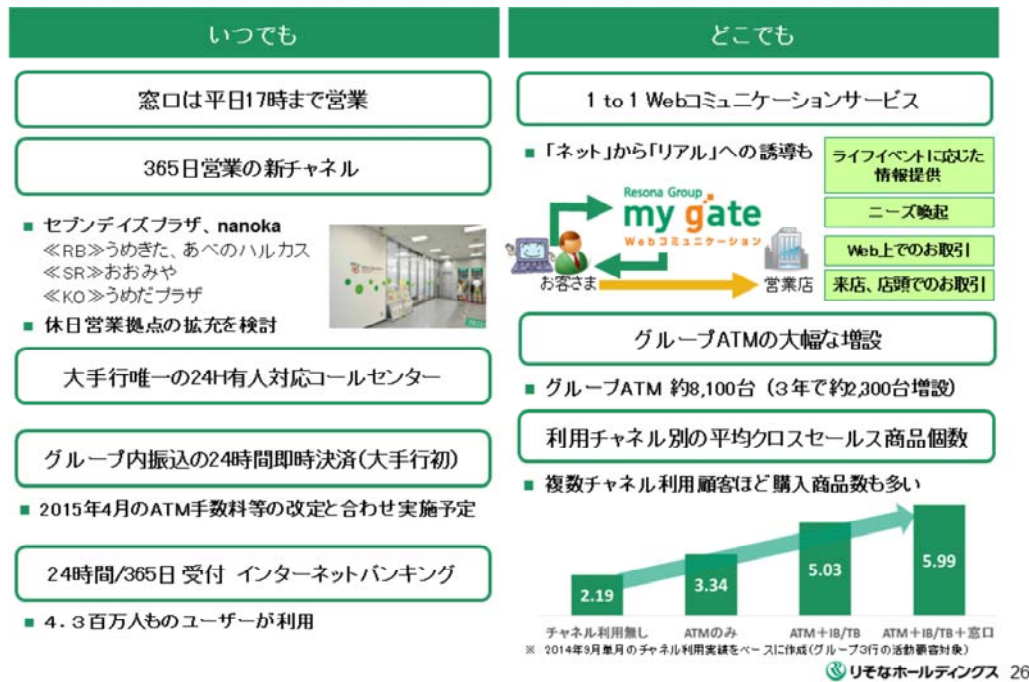 いつでも
窓口は平日17時まで営業
365日営業の新チャネル
■ セブンデイズプラザ、nanoka
≪RB≫うめきた、あべのハルカス
≪SR≫おおみや
≪KO≫うめだプラザ
■ 休日営業拠点の拡充を検討
大手行唯一の24H有人対応コールセンター
グループ内振込の24時間即時決済(大手行初)
■ 2015年4月のATM手数料等の改定と合わせ実施予定
24時間/365日 受付 インターネットバンキング
■ 4.3百万人ものユーザーが利用
どこでも
1 to 1 Webコミュニケーションサービス
■ 「ネット」から「リアル」への誘導も
Resona Group
my gate
Webコミュニケーション
お客さま
営業店
ライフイベントに応じた
情報提供
ニーズ喚起
Web上でのお取引
来店、店頭でのお取引
グループATMの大幅な増設
■ グループATM 約8,100台 (3年で約2,300台増設)
利用チャネル別の平均クロスセールス商品個数
■ 複数チャネル利用顧客ほど購入商品数も多い
2.19 3.34 5.03 5.99
チャネル利用無し ATMのみ ATM+IB/TB ATM+IB/TB+窓口
※ 2014年9月単月のチャネル利用実績をベースに作成(グループ3行の活動顧客対象)
りそなホールディングス 26